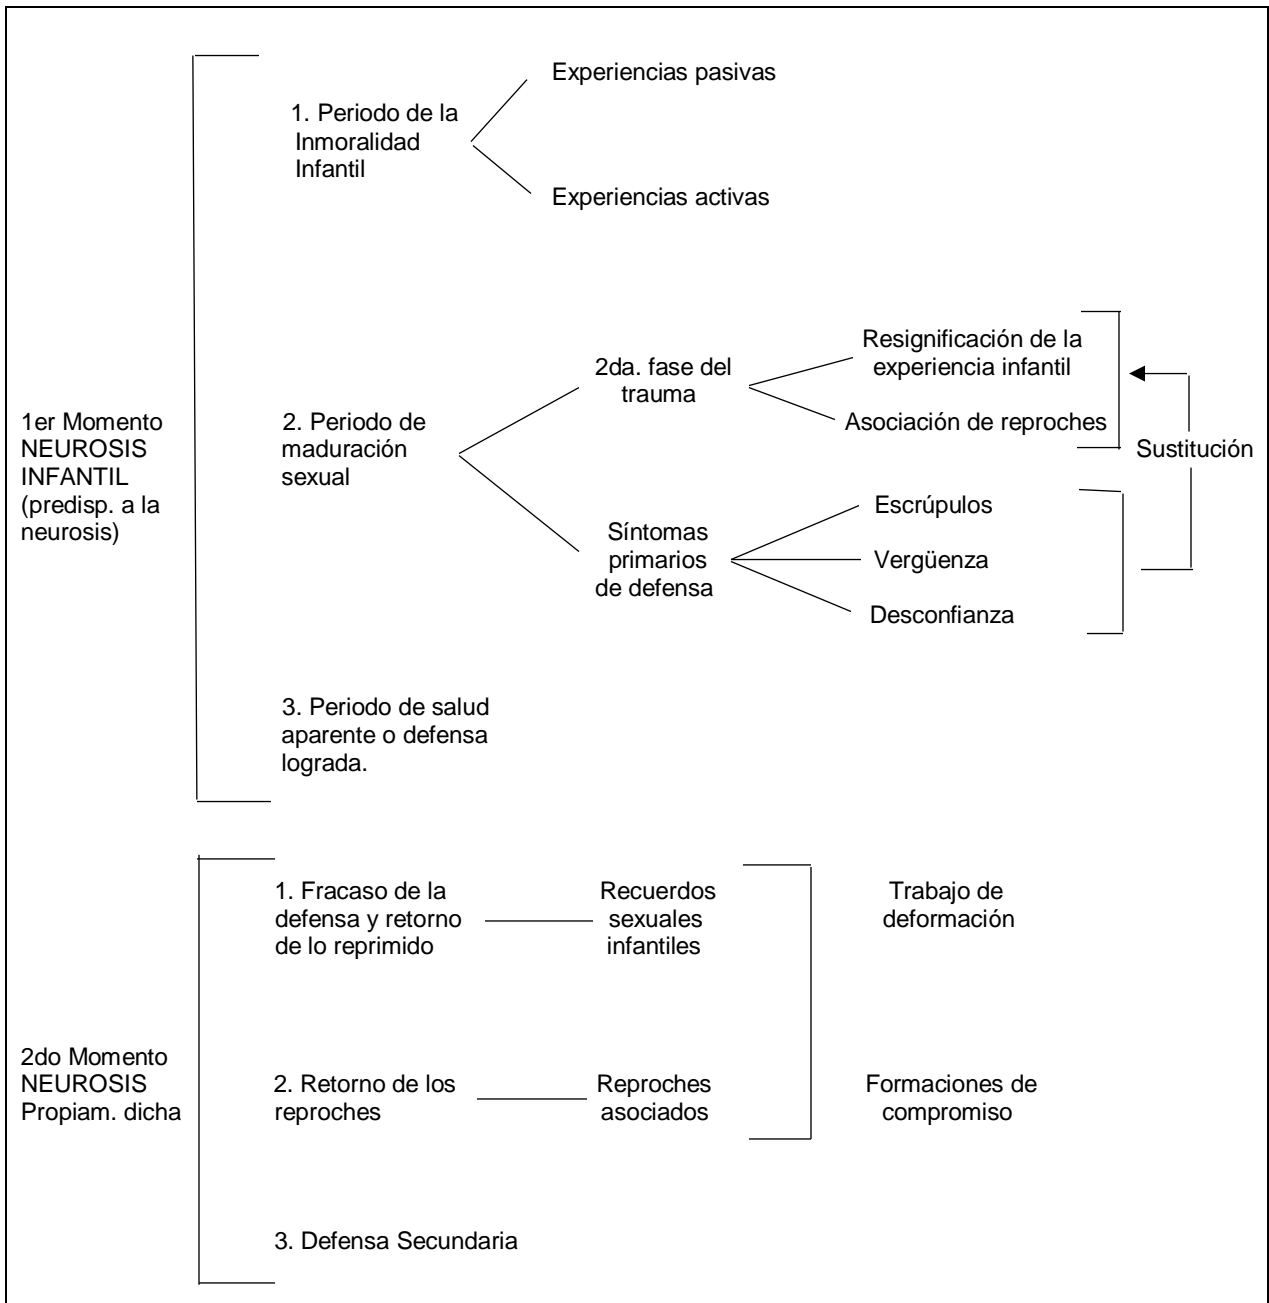 1er Momento
NEUROSIS
INFANTIL
(predisp. a la
neurosis)
1. Periodo de la
Inmoralidad
Infantil
Experiencias pasivas
Experiencias activas
2. Periodo de
maduración
sexual
2da. fase del
trauma
Resignificación de la
experiencia infantil
Asociación de reproches
Síntomas
primarios
de defensa
Escrúpulos
Vergüenza
Desconfianza
Sustitución
3. Periodo de salud
aparente o defensa
lograda.
2do Momento
NEUROSIS
Propiam. dicha
1. Fracaso de la
defensa y retorno
de lo reprimido
Recuerdos
sexuales
infantiles
Trabajo de
deformación
2. Retorno de los
reproches
Reproches
asociados
Formaciones de
compromiso
3. Defensa Secundaria